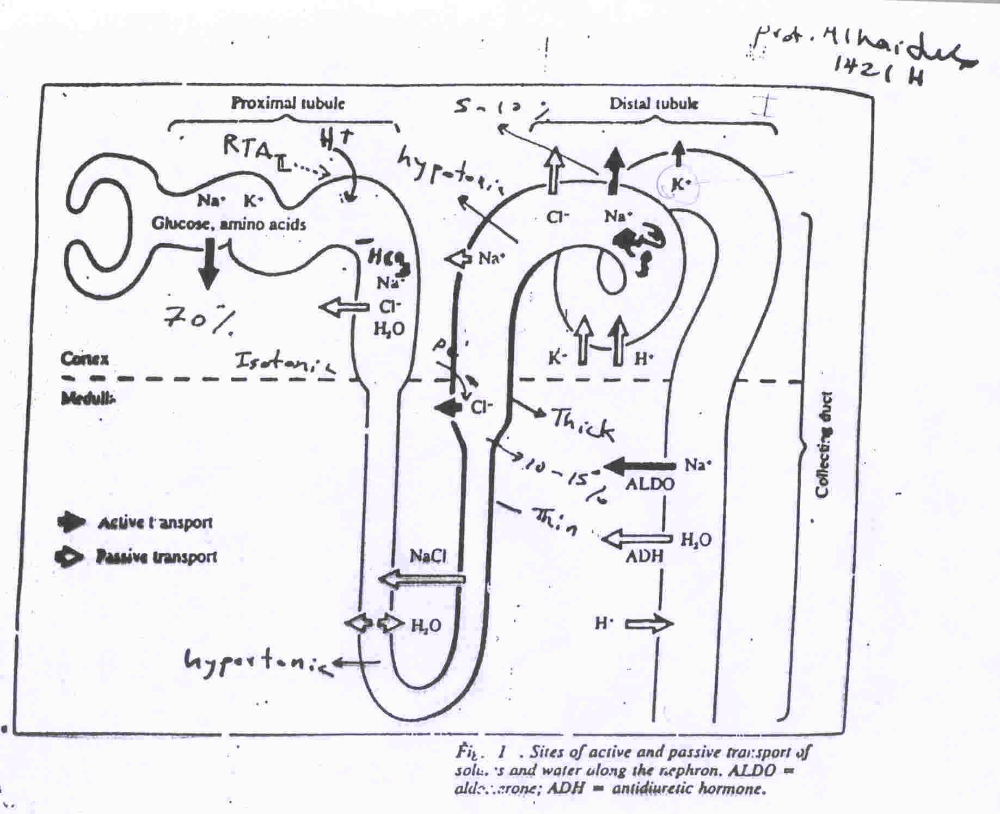 Prof. Alhaider
1421 H
Proximal tubule
5-10 %
Distal tubule
H+
RTA II
hypotonic
K+
Na+ K+
Glucose, amino acids
Cl-
Na+
Na+
HCO3-
Na+
Cl-
H2O
70 %
K+
H+
Cortex
Isotonic
Medulla
Cl-
Thick
10-15 %
Na+
ALDO
Collecting duct
Thin
H2O
ADH
Active transport
Passive transport
NaCl
H2O
H+
hypertonic
Fig. 1 . Sites of active and passive transport of
solutes and water along the nephron. ALDO =
aldosterone; ADH = antidiuretic hormone.